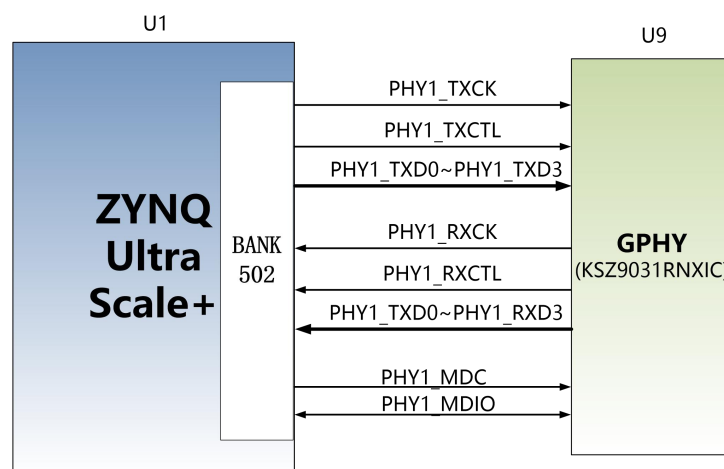 U1
U9
PHY1_TXCK
PHY1_TXCTL
PHY1_TXD0~PHY1_TXD3
ZYNQ
Ultra
Scale+
BANK
502
PHY1_RXCK
PHY1_RXCTL
PHY1_TXD0~PHY1_RXD3
GPHY
(KSZ9031RNXIC)
PHY1_MDC
PHY1_MDIO